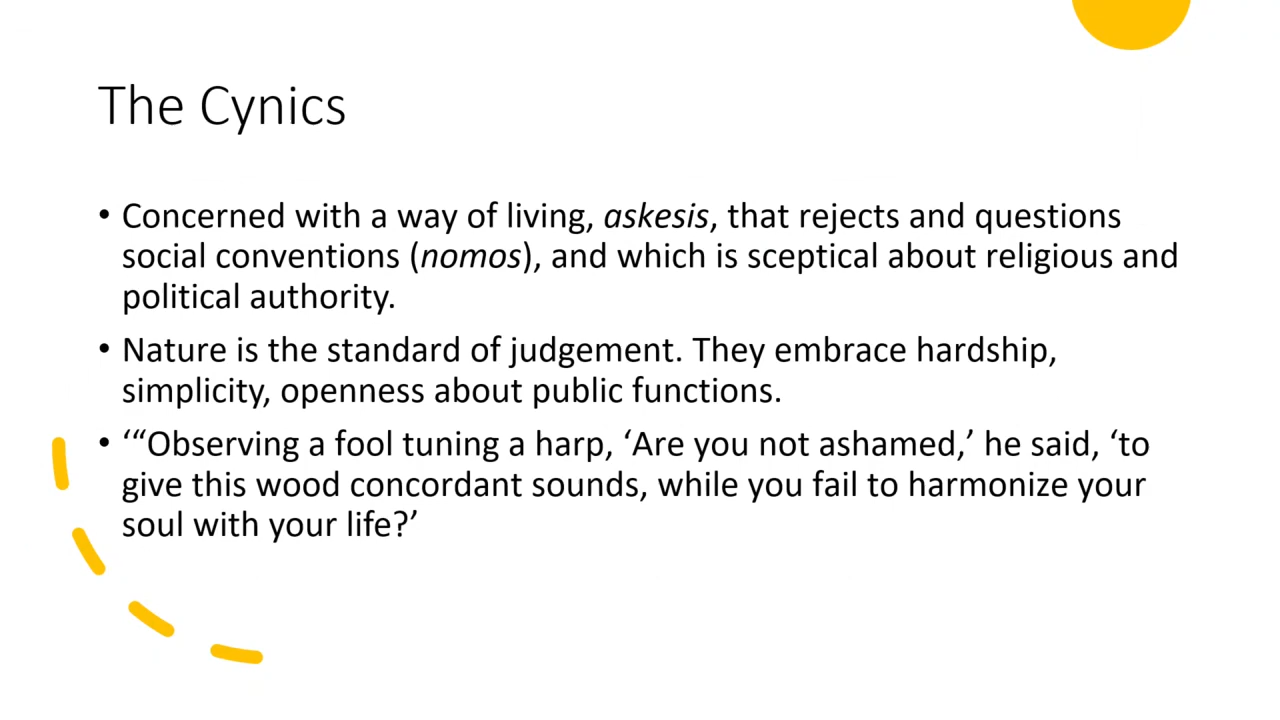 The Cynics
• Concerned with a way of living, askesis, that rejects and questions
social conventions (nomos), and which is sceptical about religious and
political authority.
• Nature is the standard of judgement. They embrace hardship,
simplicity, openness about public functions.
• ‘“Observing a fool tuning a harp, ‘Are you not ashamed,’ he said, ‘to
give this wood concordant sounds, while you fail to harmonize your
soul with your life?’